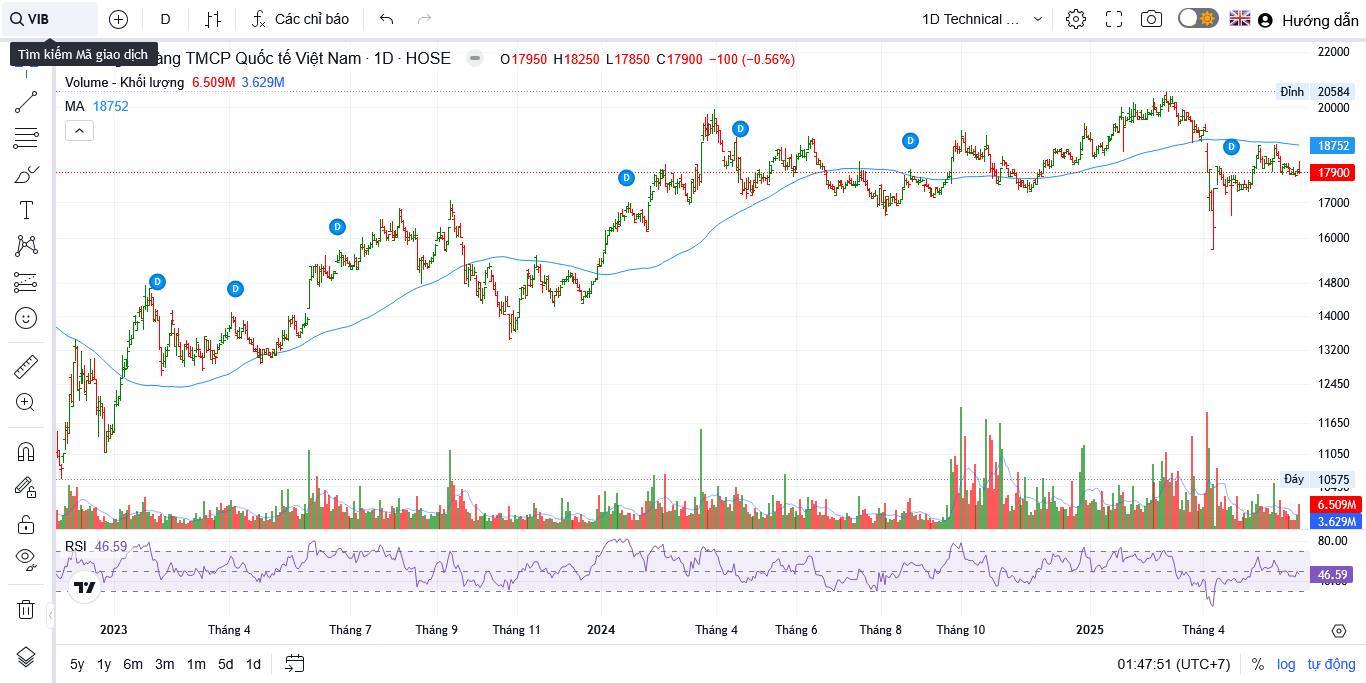 VIB
D
Các chỉ báo
1D Technical ...
Hướng dẫn
Tìm kiếm Mã giao dịch
àng TMCP Quốc tế Việt Nam · 1D · HOSE
O17950 H18250 L17850 C17900 −100 (−0.56%)
Volume - Khối lượng 6.509M 3.629M
MA 18752
22000
Đỉnh 20584
20000
18752
17900
17000
16000
14800
14000
13200
12450
11650
11050
Đáy 10575
6.509M
3.629M
D
D
D
D
D
D
D
RSI 46.59
80.00
46.59
2023
Tháng 4
Tháng 7
Tháng 9
Tháng 11
2024
Tháng 4
Tháng 6
Tháng 8
Tháng 10
2025
Tháng 4
5y 1y 6m 3m 1m 5d 1d
01:47:51 (UTC+7)
%
log
tự động